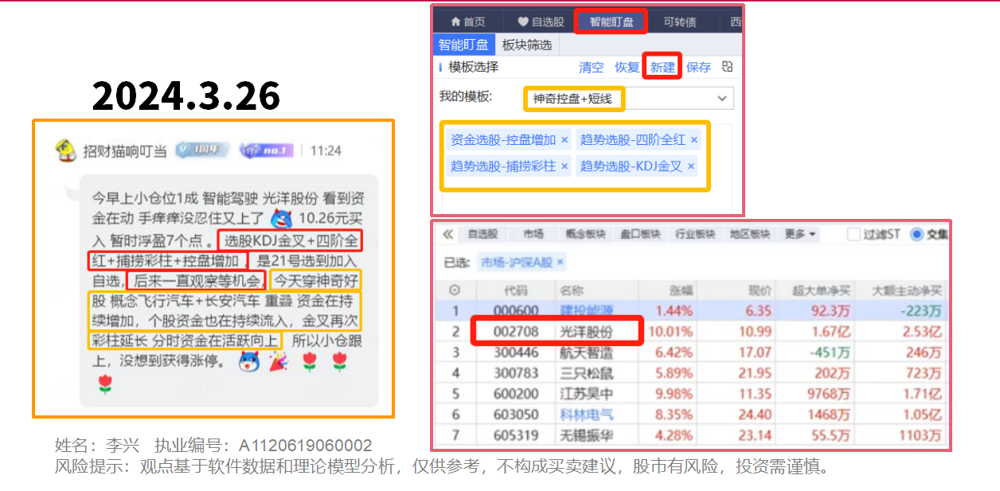 2024.3.26
招财猫响叮当 1周年 no.1 11:24
今早上小仓位1成 智能驾驶 光洋股份 看到资
金在动 手痒痒没忍住又上了 10.26元买
入 暂时浮盈7个点 。 选股KDJ金叉+四阶全
红+捕捞彩柱+控盘增加 , 是21号选到加入
自选, 后来一直观察等机会, 今天穿神奇好
股 概念飞行汽车+长安汽车 重叠 资金在持
续增加, 个股资金也在持续流入, 金叉再次
彩柱延长 分时资金在活跃向上 所以小仓跟
上, 没想到获得涨停。
首页 自选股 智能盯盘 可转债 西
智能盯盘 板块筛选
模板选择 清空 恢复 新建 保存
我的模板: 神奇控盘+短线
资金选股-控盘增加 × 趋势选股-四阶全红 ×
趋势选股-捕捞彩柱 × 趋势选股-KDJ金叉 ×
自选股 市场 概念板块 盘口板块 行业板块 地区板块 更多 过滤ST 交集
已选: 市场-沪深A股 ×
代码 名称 涨幅 现价 超大单净买 大额主动净买
1 000600 建投能源 1.44% 6.35 92.3万 -223万
2 002708 光洋股份 10.01% 10.99 1.67亿 2.53亿
3 300446 航天智造 6.42% 17.07 -451万 246万
4 300783 三只松鼠 5.89% 21.95 202万 723万
5 600200 江苏吴中 9.98% 11.35 9768万 1.71亿
6 603050 科林电气 8.35% 24.40 1468万 1.05亿
7 605319 无锡振华 4.28% 23.14 55.5万 1103万
姓名：李兴 执业编号：A1120619060002
风险提示：观点基于软件数据和理论模型分析，仅供参考，不构成买卖建议，股市有风险，投资需谨慎。